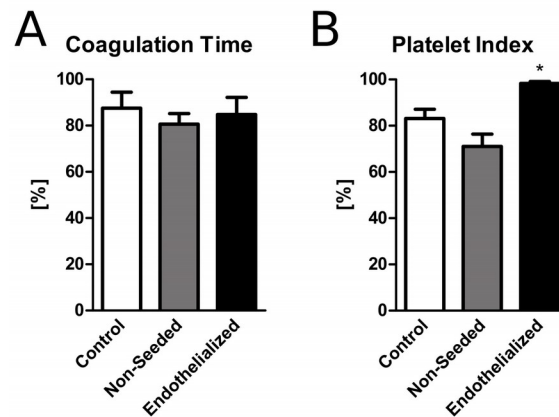 A
Coagulation Time
[%]
100
80
60
40
20
0
Control
Non-Seeded
Endothelialized
B
Platelet Index
[%]
100
80
60
40
20
0
*
Control
Non-Seeded
Endothelialized